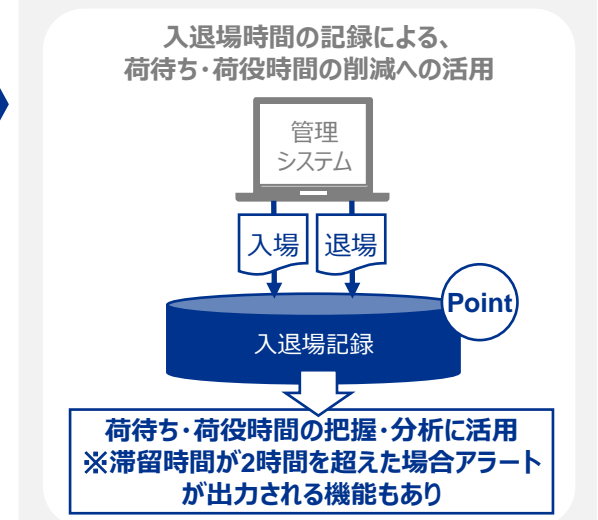 入退場時間の記録による、
荷待ち・荷役時間の削減への活用
管理
システム
入場
退場
Point
入退場記録
荷待ち・荷役時間の把握・分析に活用
※滞留時間が2時間を超えた場合アラート
が出力される機能もあり